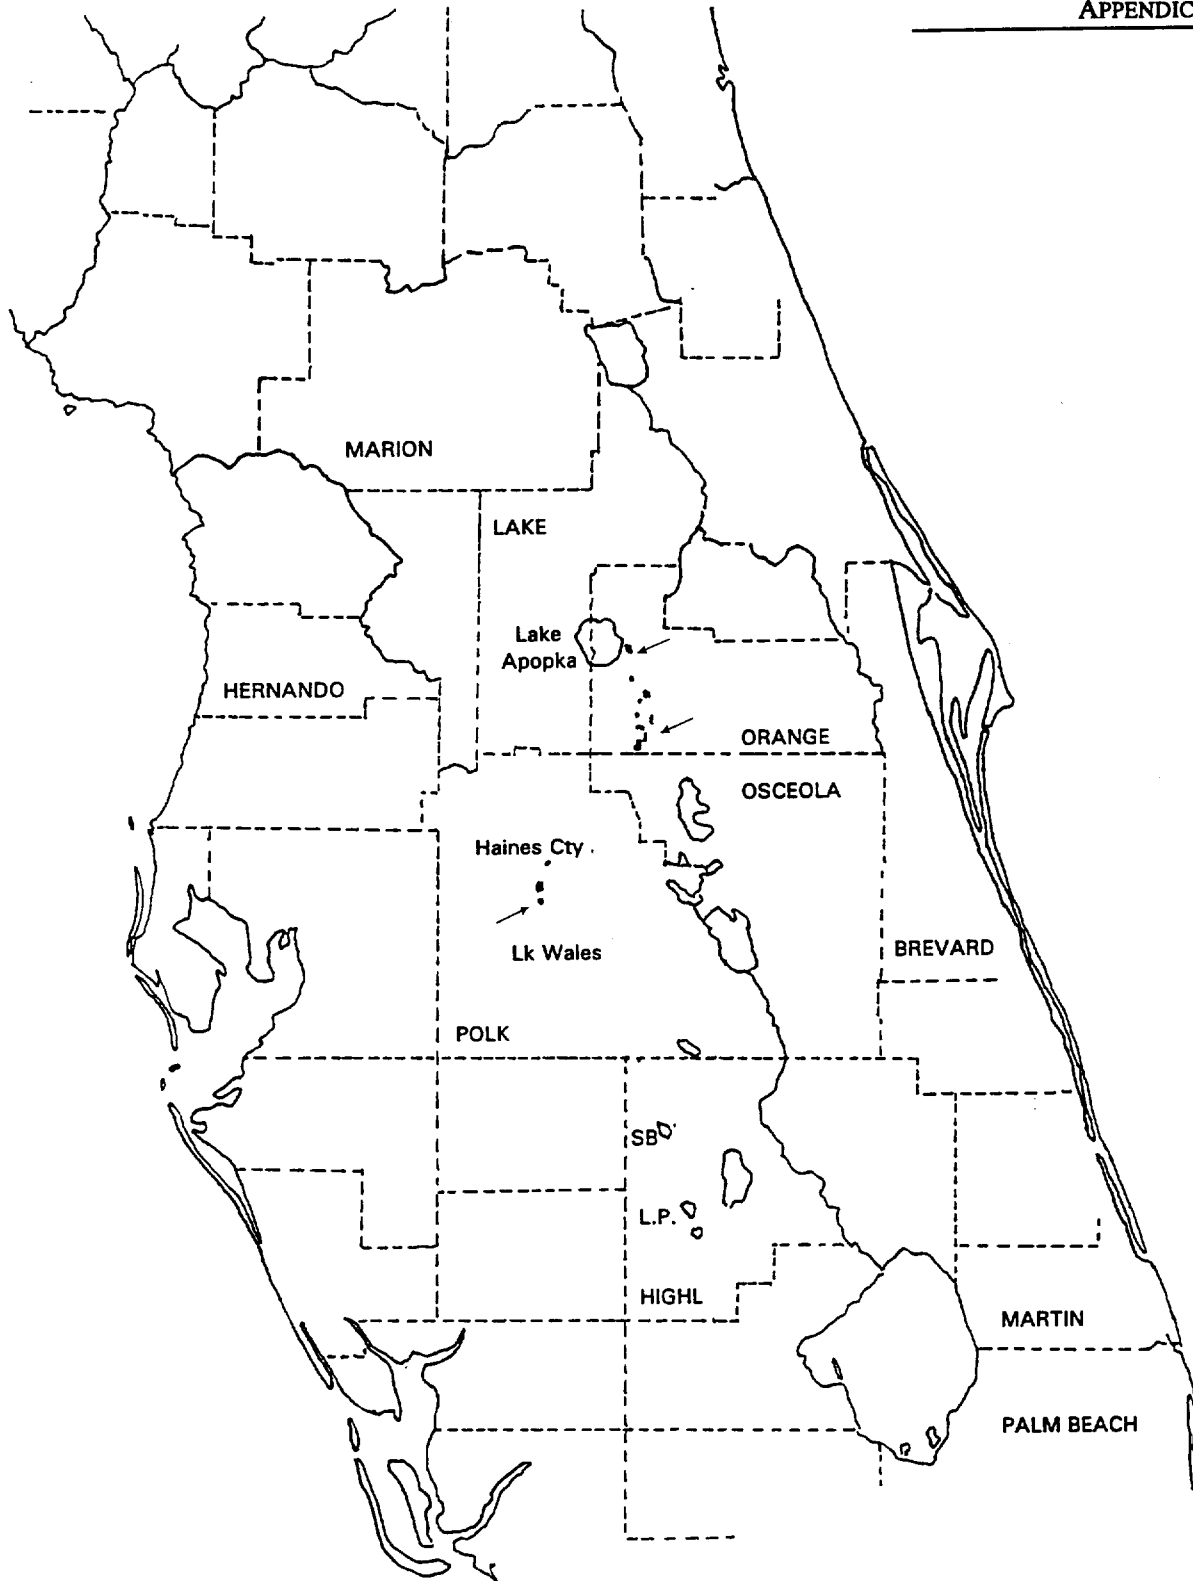 APPENDIC
MARION
LAKE
Lake
Apopka
HERNANDO
ORANGE
OSCEOLA
Haines Cty
Lk Wales
BREVARD
POLK
SB
L.P.
HIGHL
MARTIN
PALM BEACH